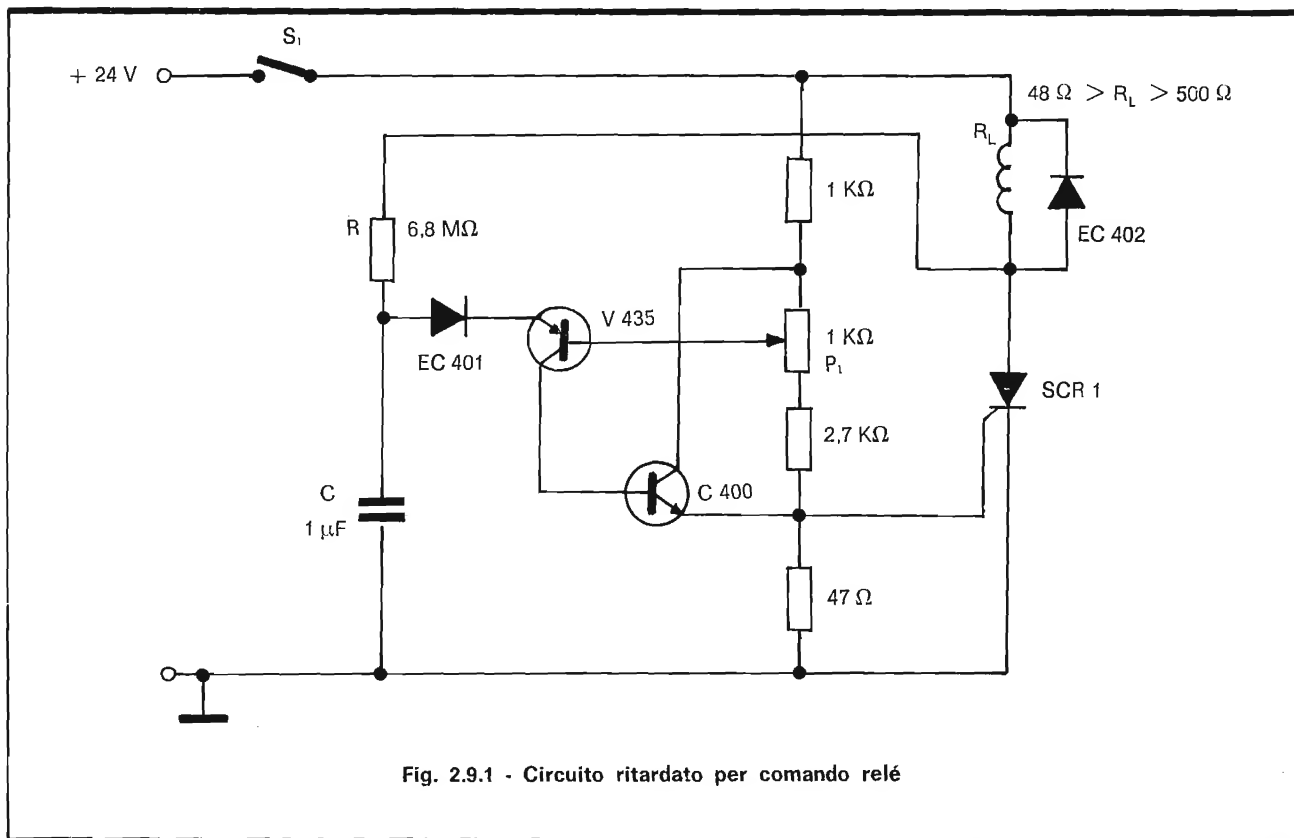 S₁
+ 24 V
48 Ω > R_L > 500 Ω
R_L
1 KΩ
R 6,8 MΩ
EC 402
V 435
1 KΩ
P₁
EC 401
SCR 1
2,7 KΩ
C 400
C
1 μF
47 Ω
Fig. 2.9.1 - Circuito ritardato per comando relé